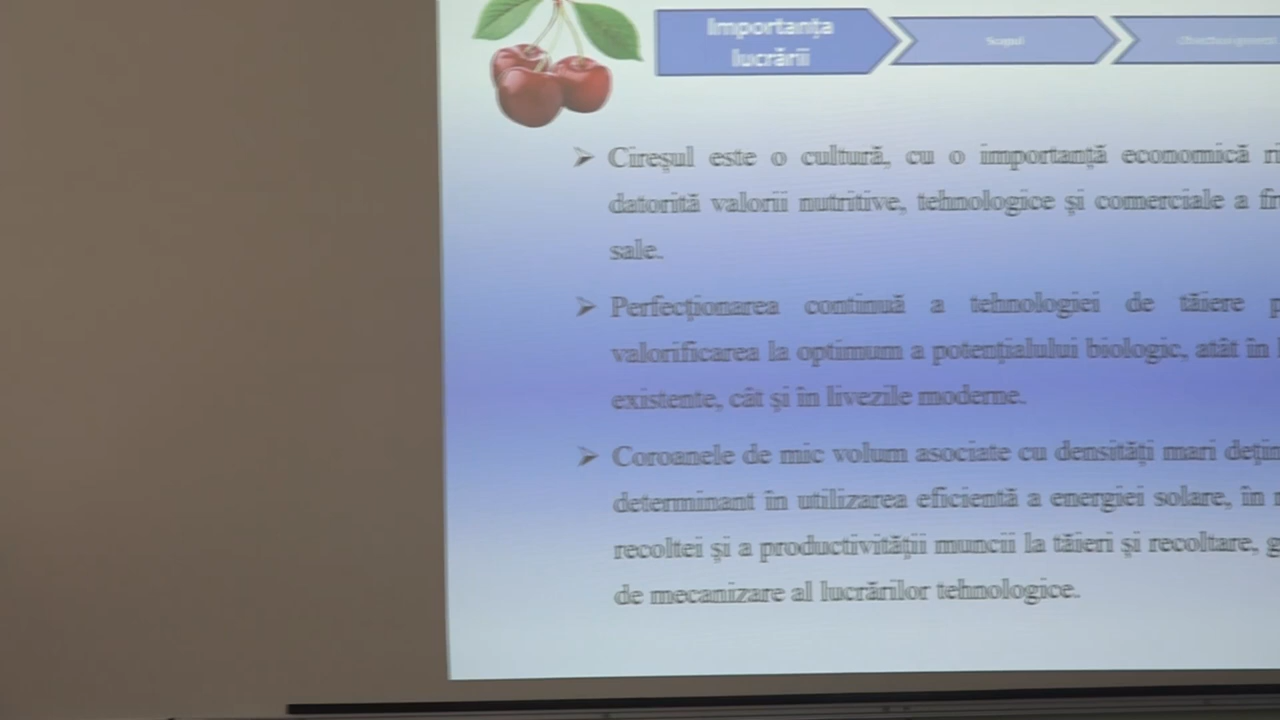 Importanța
lucrării
Scopul
Cireșul este o cultură, cu o importanță economică
datorită valorii nutritive, tehnologice și comerciale a
sale.
Perfecționarea continuă a tehnologiei de tăiere
valorificarea la optimum a potențialului biologic, atât în
existente, cât și în livezile moderne.
Coroanele de mic volum asociate cu densități mari dețin
determinant în utilizarea eficientă a energiei solare, în
recoltei și a productivității muncii la tăieri și recoltare,
de mecanizare al lucrărilor tehnologice.